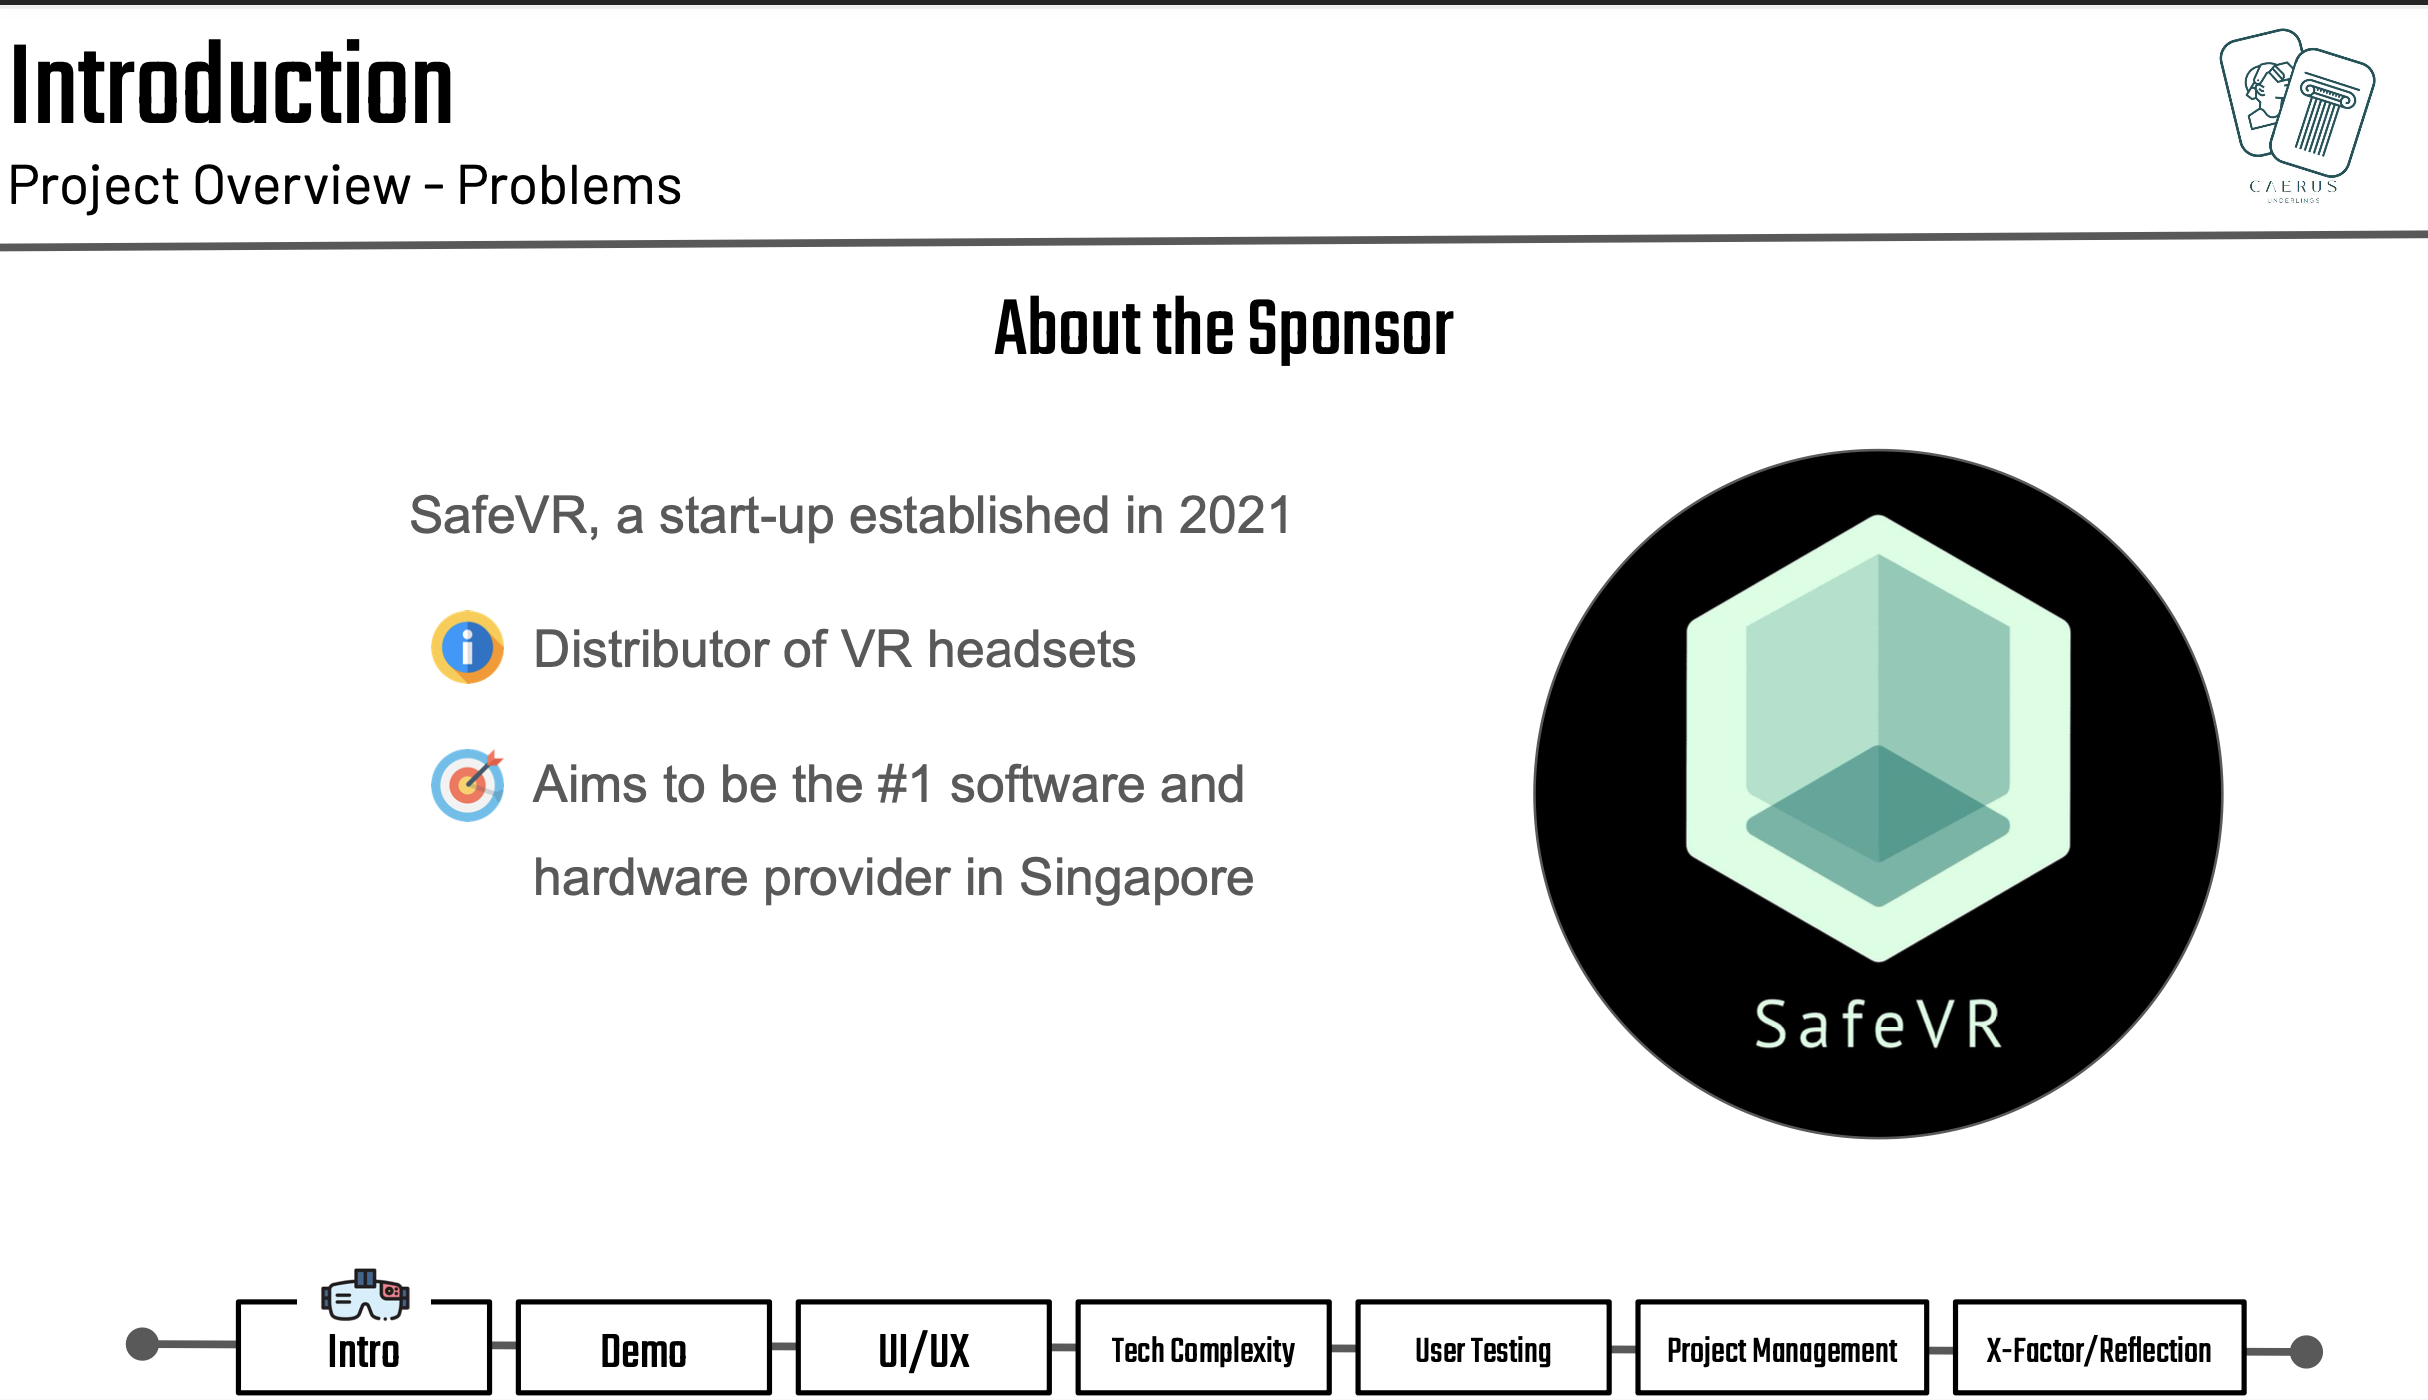 Introduction
Project Overview - Problems
CAERUS
UNDERLINGS
About the Sponsor
SafeVR, a start-up established in 2021
Distributor of VR headsets
Aims to be the #1 software and
hardware provider in Singapore
SafeVR
Intro
Demo
UI/UX
Tech Complexity
User Testing
Project Management
X-Factor/Reflection